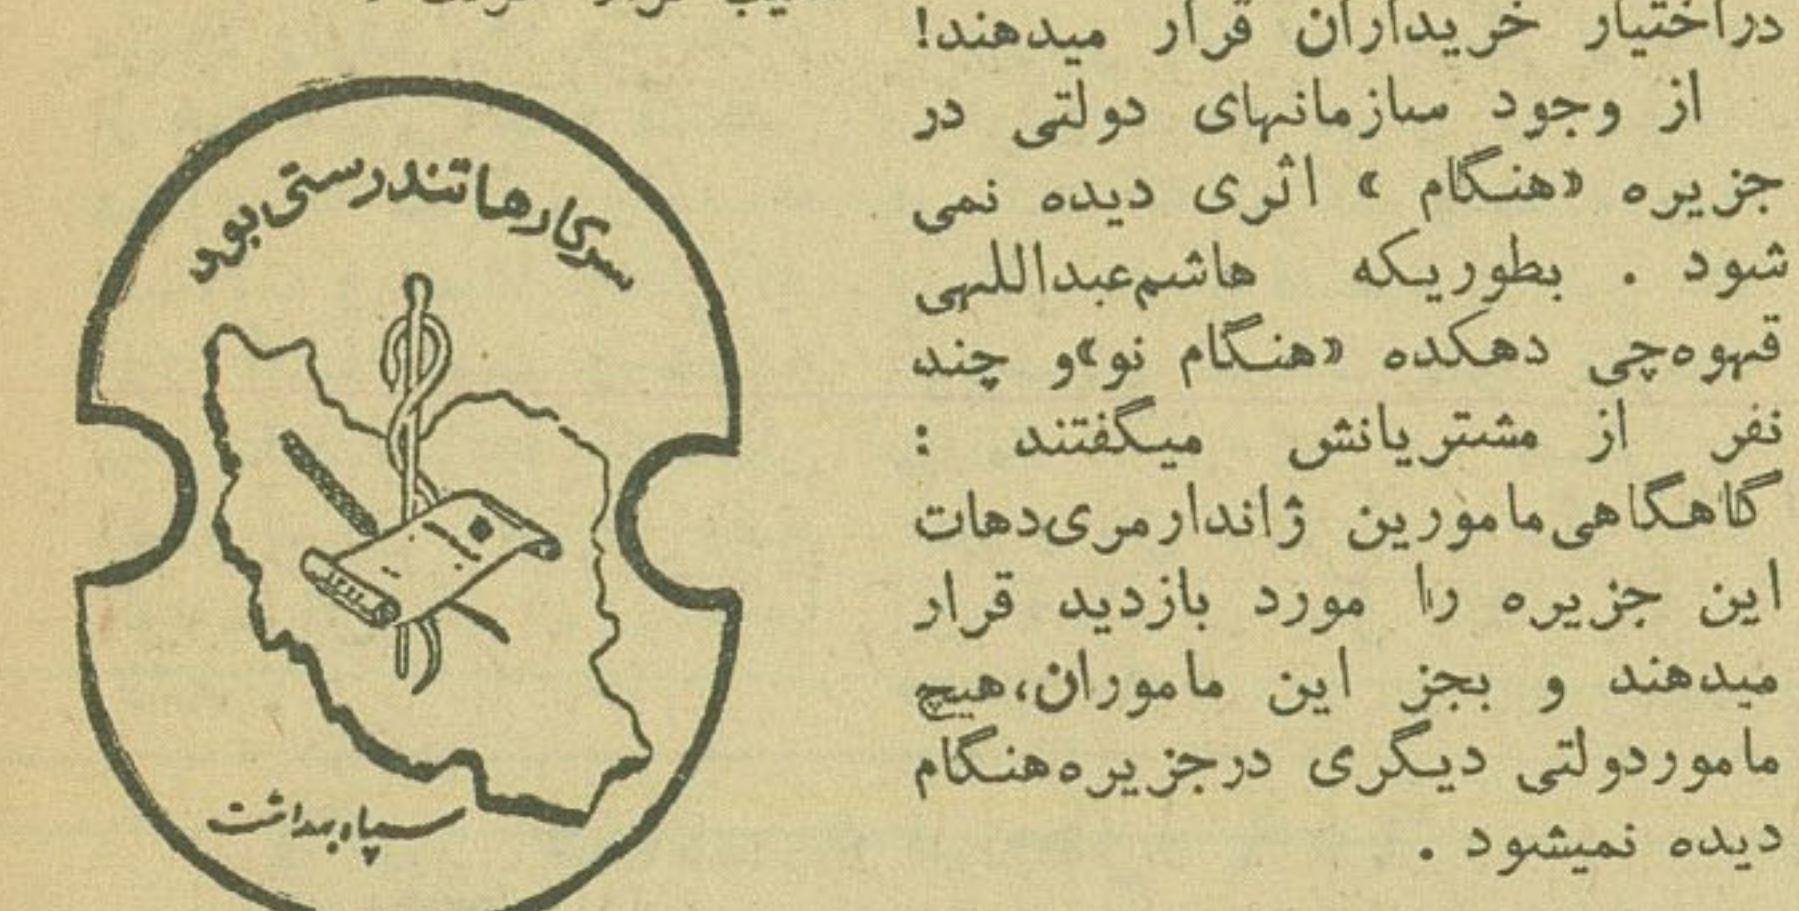 دراختیار خریداران قرار میدهند!
از وجود سازمانهای دولتی در
جزیره «هنگام » اثری دیده نمی
شود . بطوریکه هاشم‌عبداللهی
قهوه‌چی دهکده «هنگام نو»و چند
نفر از مشتریانش میگفتند :
گاهگاهی‌مامورین ژاندارمری‌دهات
این جزیره را مورد بازدید قرار
میدهند و بجز این ماموران،هیچ
ماموردولتی دیگری درجزیره‌هنگام
دیده نمیشود .
سر کارها تندرستی بود
سپاه بهداشت